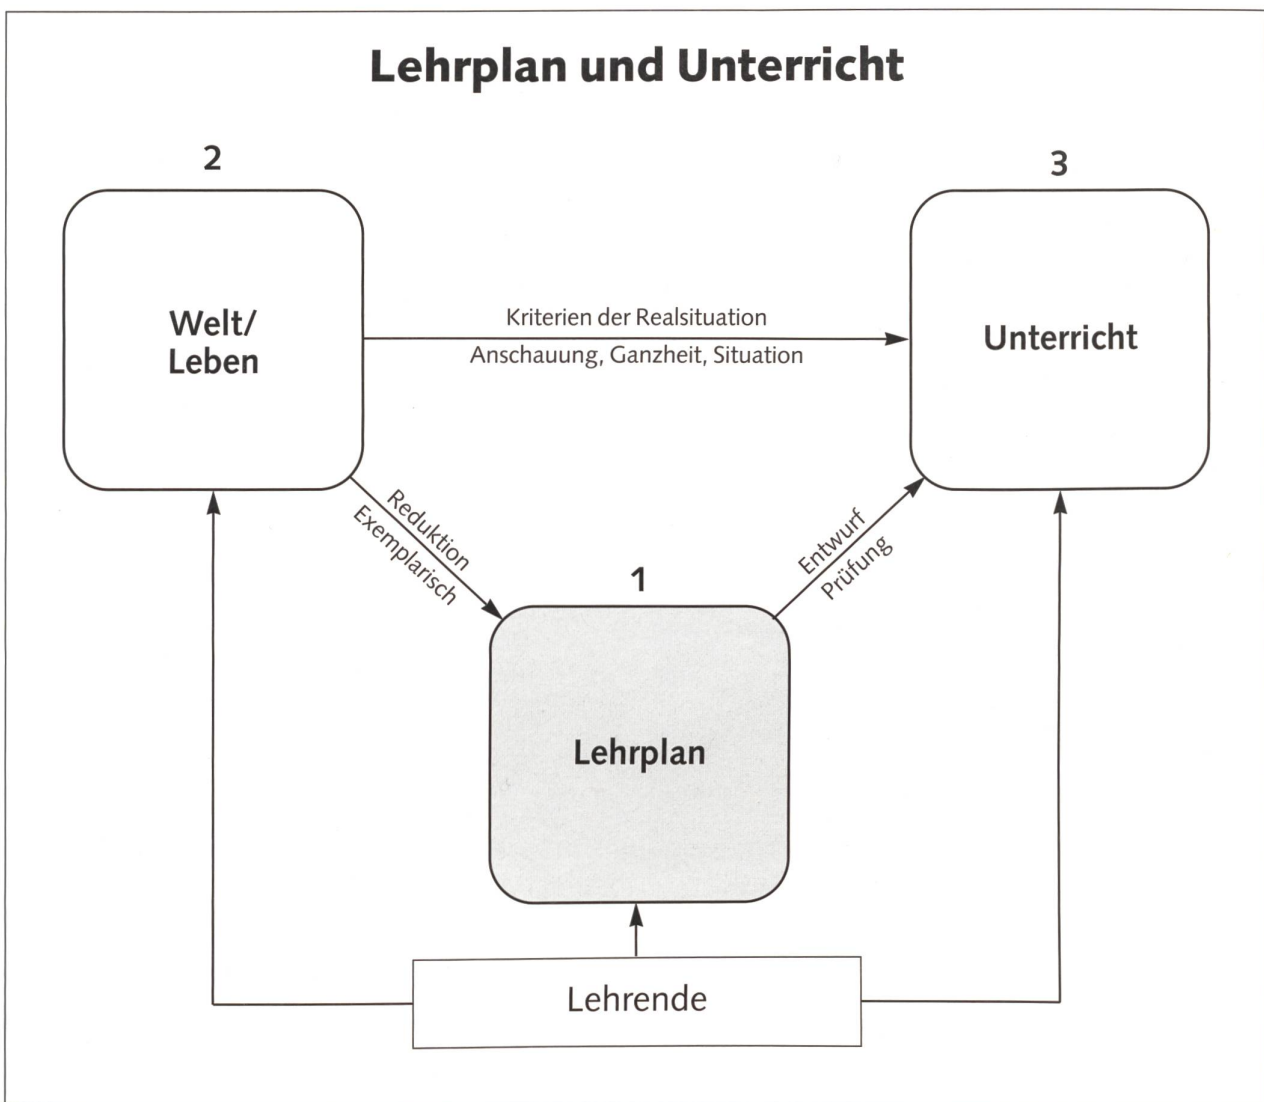 Lehrplan und Unterricht
2
3
Welt/
Leben
Kriterien der Realsituation
Anschauung, Ganzheit, Situation
Unterricht
Reduktion
Exemplarisch
Entwurf
Prüfung
1
Lehrplan
Lehrende